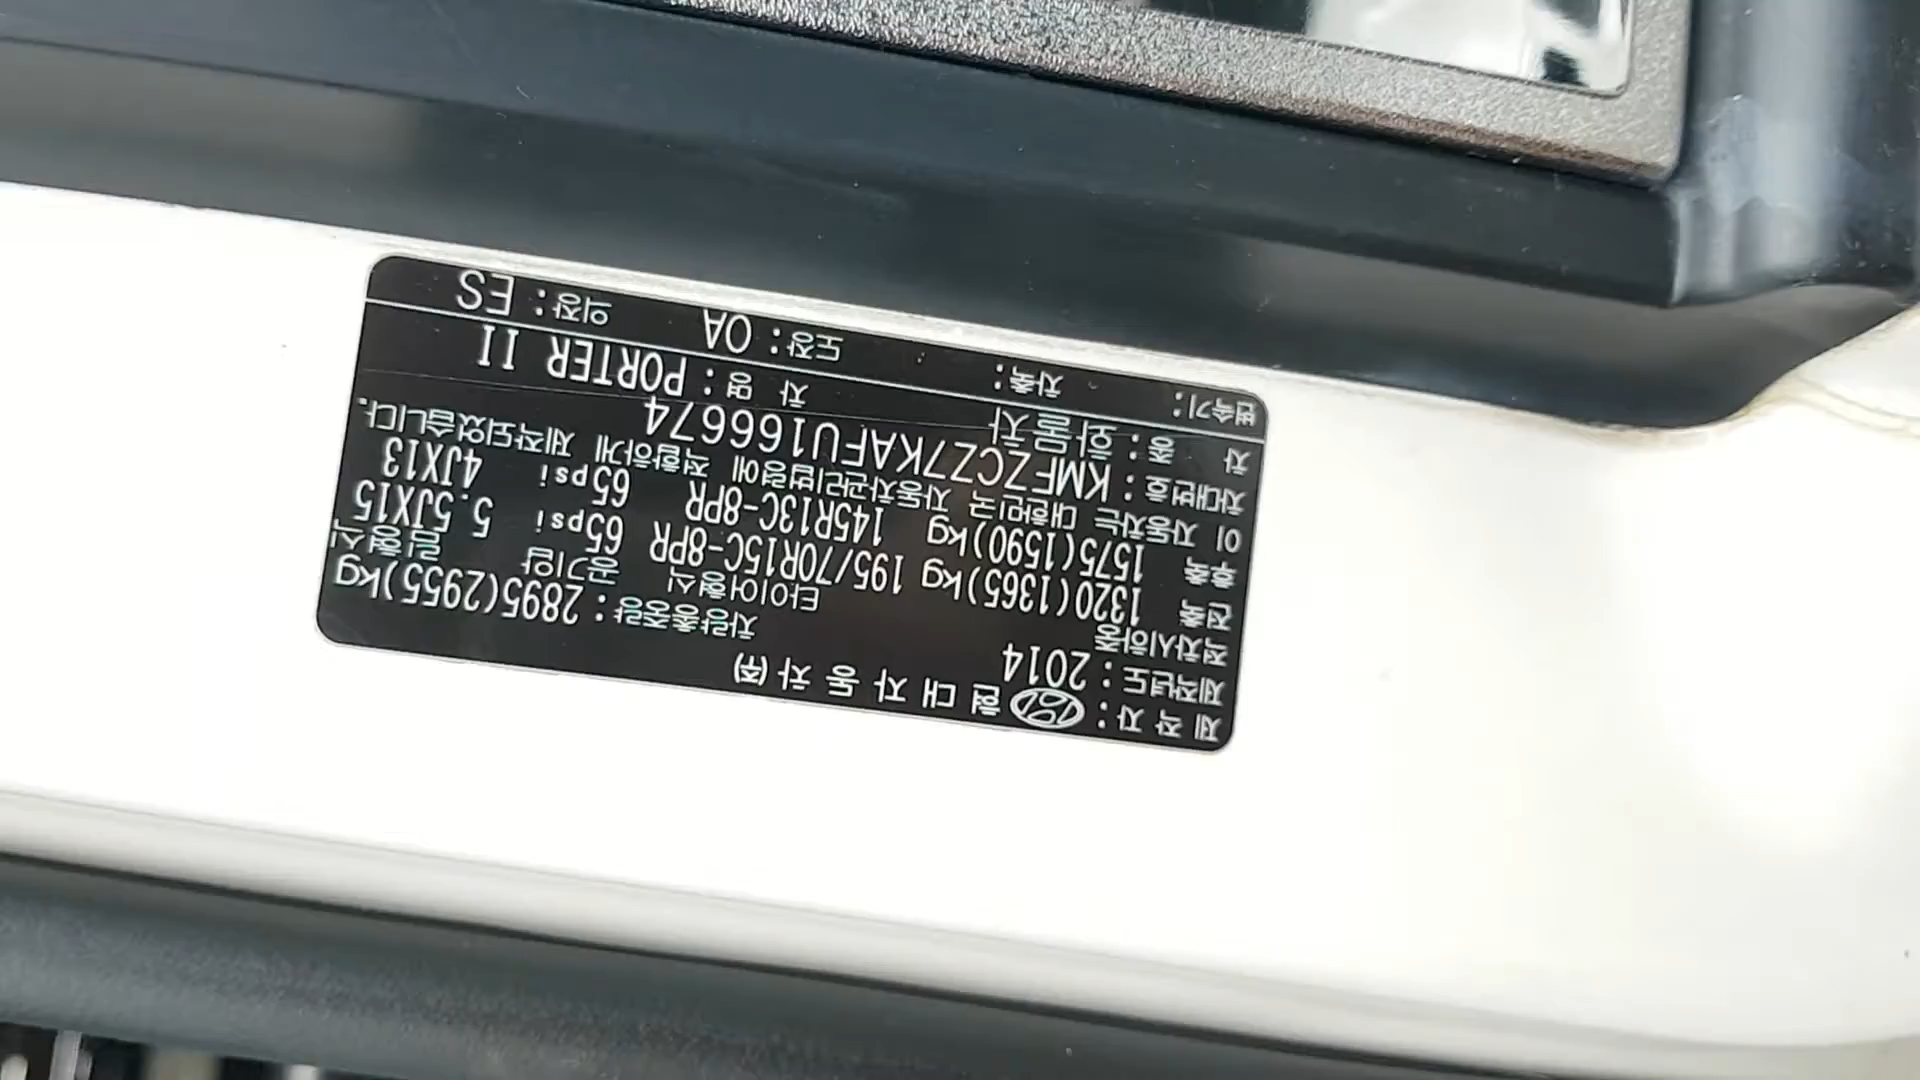 제 작 자 : 현 대 자 동 차 ㈜
제작년도 : 2014 차량총중량 : 2895(2955)kg
적차시하중 타이어형식 공기압 림형식
전 축 1320(1365)kg 195/70R15C-8PR 65psi 5.5JX15
후 축 1575(1590)kg 145R13C-8PR 65psi 4JX13
이 자동차는 대한민국 자동차관리법령에 적합하게 제작되었습니다.
차대번호 : KMFZCZ7KAFU166674
차 종 : 화물차 차 명 : PORTER II
변속기 : 차축 : 도장 : OA 의장 : ES